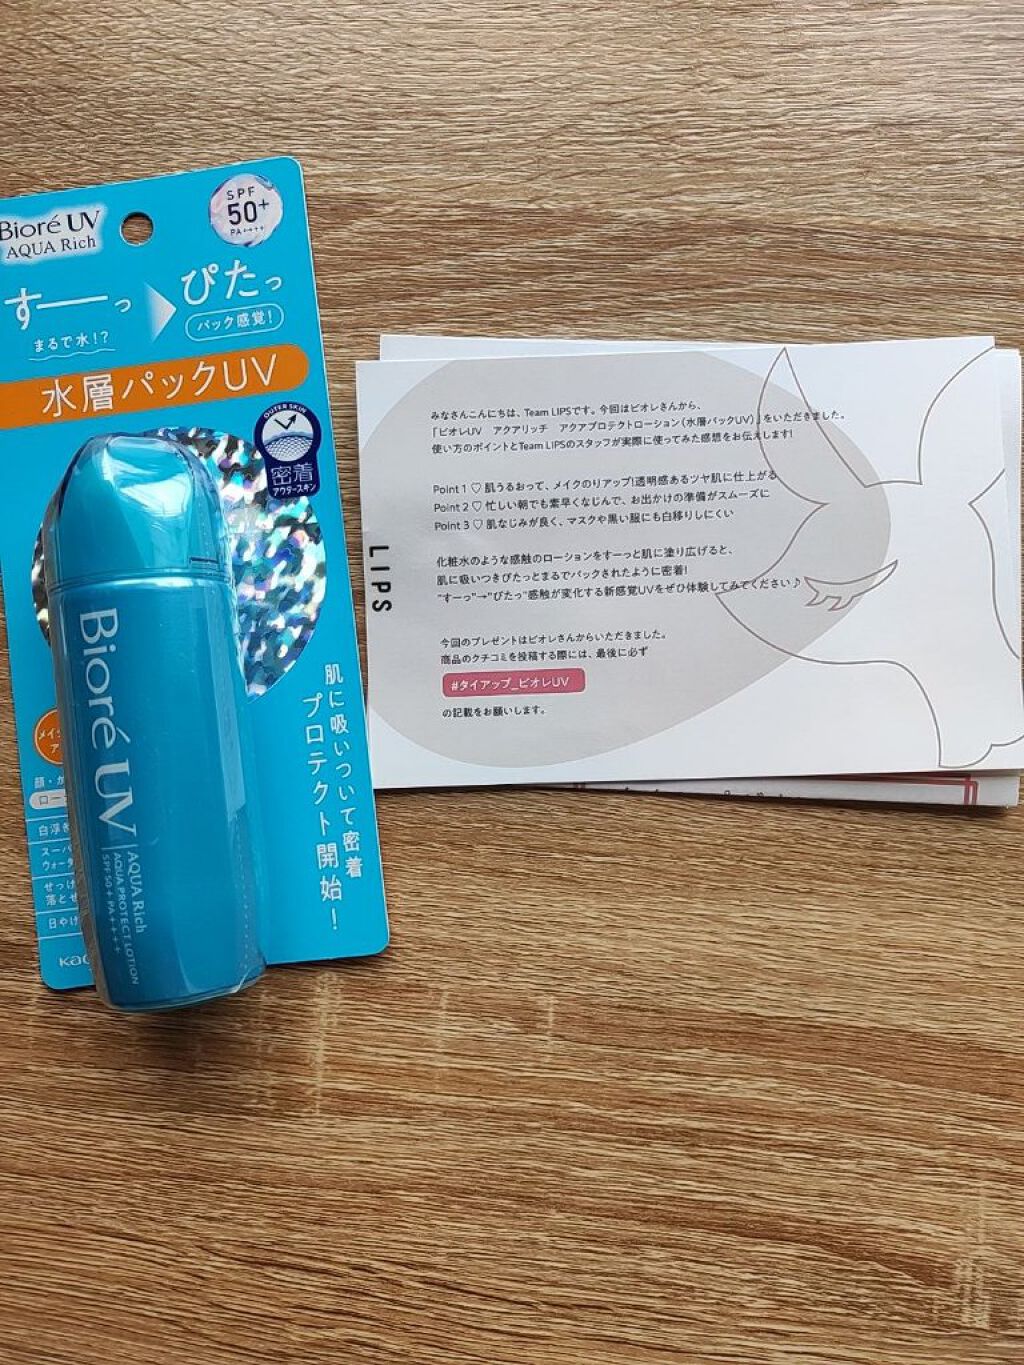 Bioré UV
AQUA Rich
SPF
50+
PA++++
すーっ
ぴたっ
まるで水!?
パック感覚!
水層パックUV
OUTER SKIN
密着
アウタースキン
肌に吸いついて密着
プロテクト開始!
Bioré UV
AQUA Rich
AQUA PROTECT LOTION
SPF50+ PA++++
白浮き
せっけ
落とせ
日やけ
LIPS
みなさんこんにちは、Team LIPSです。今回はビオレさんから、
「ビオレUV アクアリッチ アクアプロテクトローション(水層パックUV)」をいただきました。
使い方のポイントとTeam LIPSのスタッフが実際に使ってみた感想をお伝えします!
Point 1 ♡ 肌うるおって、メイクのりアップ!透明感あるツヤ肌に仕上がる
Point 2 ♡ 忙しい朝でも素早くなじんで、お出かけの準備がスムーズに
Point 3 ♡ 肌なじみが良く、マスクや黒い服にも白移りしにくい
化粧水のような感触のローションをすーっと肌に塗り広げると、
肌に吸いつきぴたっとまるでパックされたように密着!
"すーっ"→"ぴたっ"感触が変化する新感覚UVをぜひ体験してみてください♪
今回のプレゼントはビオレさんからいただきました。
商品のクチコミを投稿する際には、最後に必ず
#タイアップ_ビオレUV
の記載をお願いします。